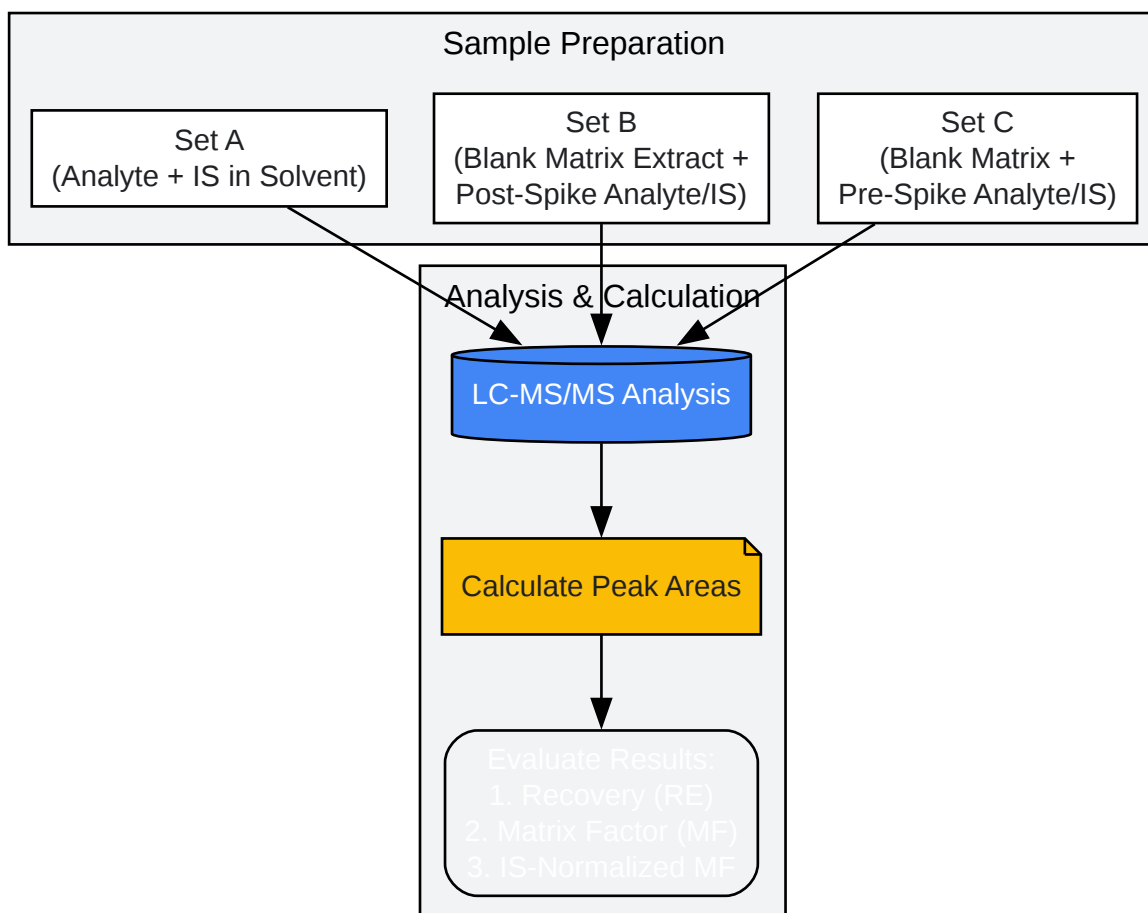 Sample Preparation
Set A
(Analyte + IS in Solvent)
Set B
(Blank Matrix Extract +
Post-Spike Analyte/IS)
Set C
(Blank Matrix +
Pre-Spike Analyte/IS)
Analysis & Calculation
LC-MS/MS Analysis
Calculate Peak Areas
Evaluate Results:
1. Recovery (RE)
2. Matrix Factor (MF)
3. IS-Normalized MF